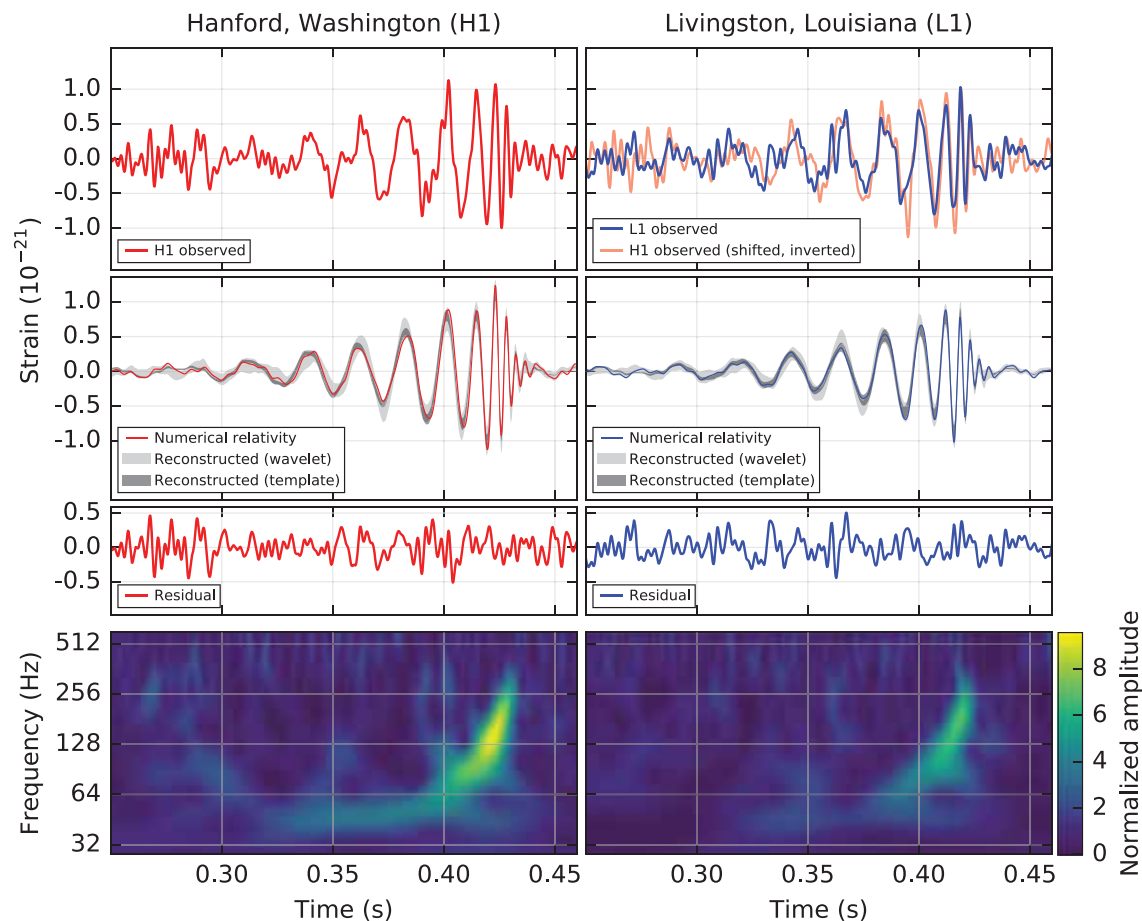 Hanford, Washington (H1)
Livingston, Louisiana (L1)
Strain (10⁻²¹)
1.0
0.5
0.0
-0.5
-1.0
H1 observed
L1 observed
H1 observed (shifted, inverted)
1.0
0.5
0.0
-0.5
-1.0
Numerical relativity
Reconstructed (wavelet)
Reconstructed (template)
Numerical relativity
Reconstructed (wavelet)
Reconstructed (template)
0.5
0.0
-0.5
Residual
Residual
Frequency (Hz)
512
256
128
64
32
Normalized amplitude
8
6
4
2
0
0.30 0.35 0.40 0.45
0.30 0.35 0.40 0.45
Time (s)
Time (s)